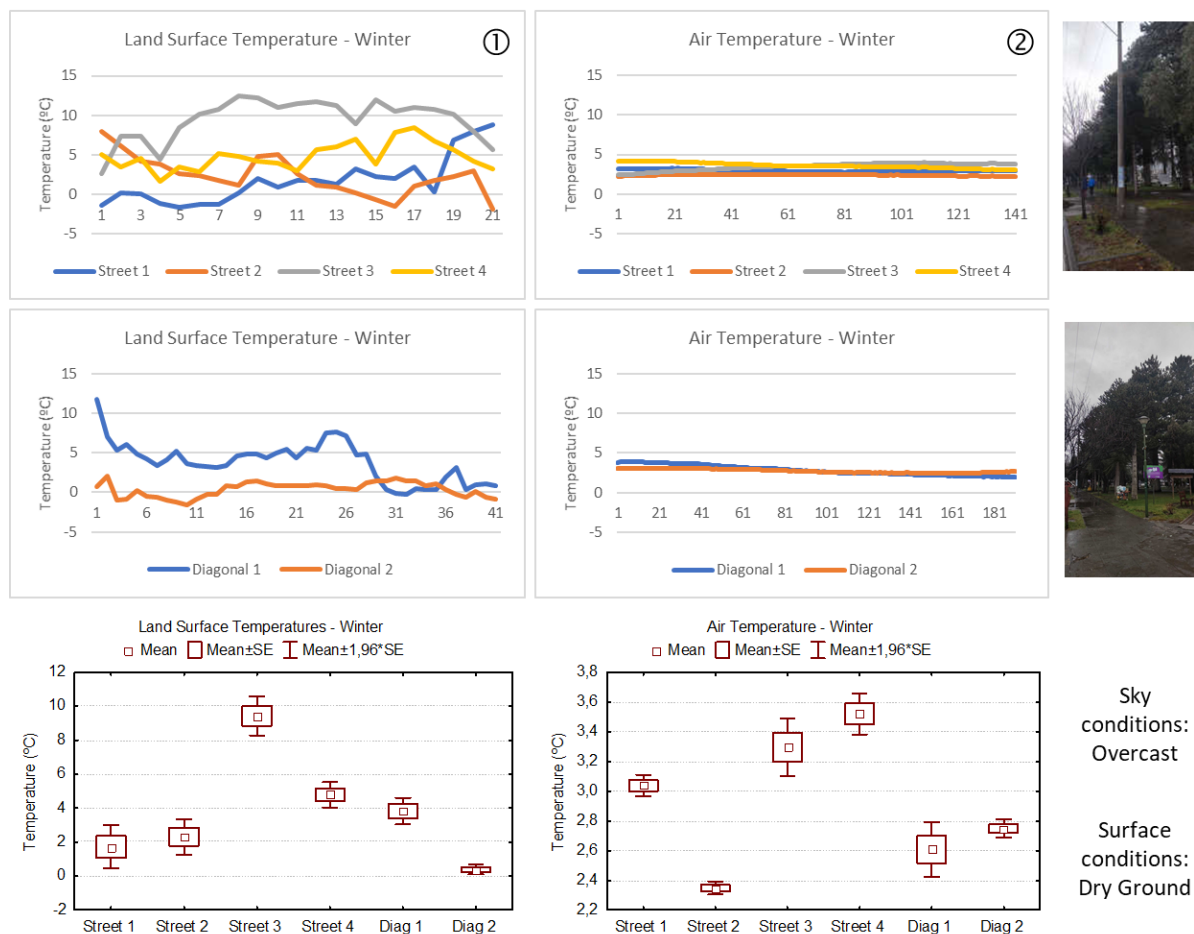 Land Surface Temperature - Winter
①
Temperature (ºC)
15
10
5
0
-5
1 3 5 7 9 11 13 15 17 19 21
Street 1 Street 2 Street 3 Street 4
Air Temperature - Winter
②
Temperature (ºC)
15
10
5
0
-5
1 21 41 61 81 101 121 141
Street 1 Street 2 Street 3 Street 4
Land Surface Temperature - Winter
Temperature (ºC)
15
10
5
0
-5
1 6 11 16 21 26 31 36 41
Diagonal 1 Diagonal 2
Air Temperature - Winter
Temperature (ºC)
15
10
5
0
-5
1 21 41 61 81 101 121 141 161 181
Diagonal 1 Diagonal 2
Land Surface Temperatures - Winter
Mean Mean±SE Mean±1,96*SE
Temperature (ºC)
12
10
8
6
4
2
0
-2
Street 1 Street 2 Street 3 Street 4 Diag 1 Diag 2
Air Temperature - Winter
Mean Mean±SE Mean±1,96*SE
Temperature (ºC)
3,8
3,6
3,4
3,2
3,0
2,8
2,6
2,4
2,2
Street 1 Street 2 Street 3 Street 4 Diag 1 Diag 2
Sky
conditions:
Overcast
Surface
conditions:
Dry Ground